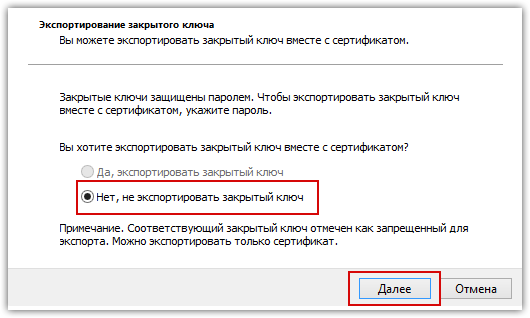 Экспортирование закрытого ключа
Вы можете экспортировать закрытый ключ вместе с сертификатом.
Закрытые ключи защищены паролем. Чтобы экспортировать закрытый ключ
вместе с сертификатом, укажите пароль.
Вы хотите экспортировать закрытый ключ вместе с сертификатом?
Да, экспортировать закрытый ключ
Нет, не экспортировать закрытый ключ
Примечание. Соответствующий закрытый ключ отмечен как запрещенный для
экспорта. Можно экспортировать только сертификат.
Далее
Отмена